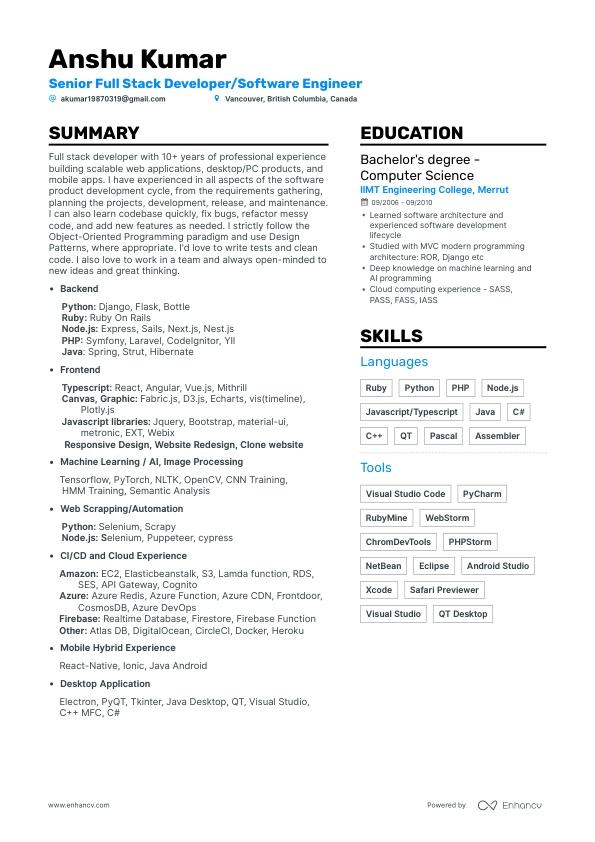 Anshu Kumar
Senior Full Stack Developer/Software Engineer
@ akumar19870319@gmail.com Vancouver, British Columbia, Canada
SUMMARY
Full stack developer with 10+ years of professional experience
building scalable web applications, desktop/PC products, and
mobile apps. I have experienced in all aspects of the software
product development cycle, from the requirements gathering,
planning the projects, development, release, and maintenance.
I can also learn codebase quickly, fix bugs, refactor messy
code, and add new features as needed. I strictly follow the
Object-Oriented Programming paradigm and use Design
Patterns, where appropriate. I'd love to write tests and clean
code. I also love to work in a team and always open-minded to
new ideas and great thinking.
• Backend
Python: Django, Flask, Bottle
Ruby: Ruby On Rails
Node.js: Express, Sails, Next.js, Nest.js
PHP: Symfony, Laravel, CodeIgnitor, YII
Java: Spring, Strut, Hibernate
• Frontend
Typescript: React, Angular, Vue.js, Mithrill
Canvas, Graphic: Fabric.js, D3.js, Echarts, vis(timeline),
Plotly.js
Javascript libraries: Jquery, Bootstrap, material-ui,
metronic, EXT, Webix
Responsive Design, Website Redesign, Clone website
• Machine Learning / AI, Image Processing
Tensorflow, PyTorch, NLTK, OpenCV, CNN Training,
HMM Training, Semantic Analysis
• Web Scrapping/Automation
Python: Selenium, Scrapy
Node.js: Selenium, Puppeteer, cypress
• CI/CD and Cloud Experience
Amazon: EC2, Elasticbeanstalk, S3, Lamda function, RDS,
SES, API Gateway, Cognito
Azure: Azure Redis, Azure Function, Azure CDN, Frontdoor,
CosmosDB, Azure DevOps
Firebase: Realtime Database, Firestore, Firebase Function
Other: Atlas DB, DigitalOcean, CircleCI, Docker, Heroku
• Mobile Hybrid Experience
React-Native, Ionic, Java Android
• Desktop Application
Electron, PyQT, Tkinter, Java Desktop, QT, Visual Studio,
C++ MFC, C#
EDUCATION
Bachelor's degree -
Computer Science
IIMT Engineering College, Merrut
09/2006 - 09/2010
• Learned software architecture and
experienced software development
lifecycle
• Studied with MVC modern programming
architecture: ROR, Django etc
• Deep knowledge on machine learning and
AI programming
• Cloud computing experience - SASS,
PASS, FASS, IASS
SKILLS
Languages
Ruby Python PHP Node.js
Javascript/Typescript Java C#
C++ QT Pascal Assembler
Tools
Visual Studio Code PyCharm
RubyMine WebStorm
ChromDevTools PHPStorm
NetBean Eclipse Android Studio
Xcode Safari Previewer
Visual Studio QT Desktop
www.enhancv.com Powered by Enhancv